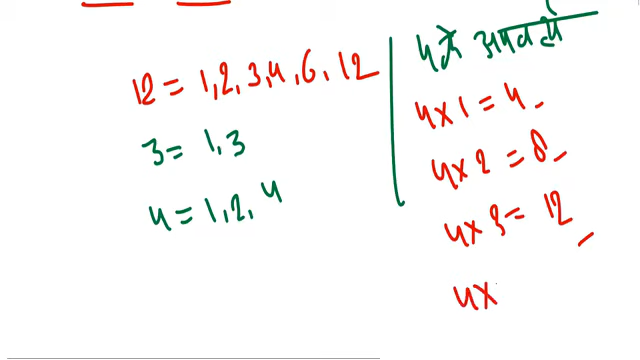 12 = 1, 2, 3, 4, 6, 12
3 = 1, 3
4 = 1, 2, 4
4 के अपवर्त्य
4 × 1 = 4
4 × 2 = 8
4 × 3 = 12
4 ×